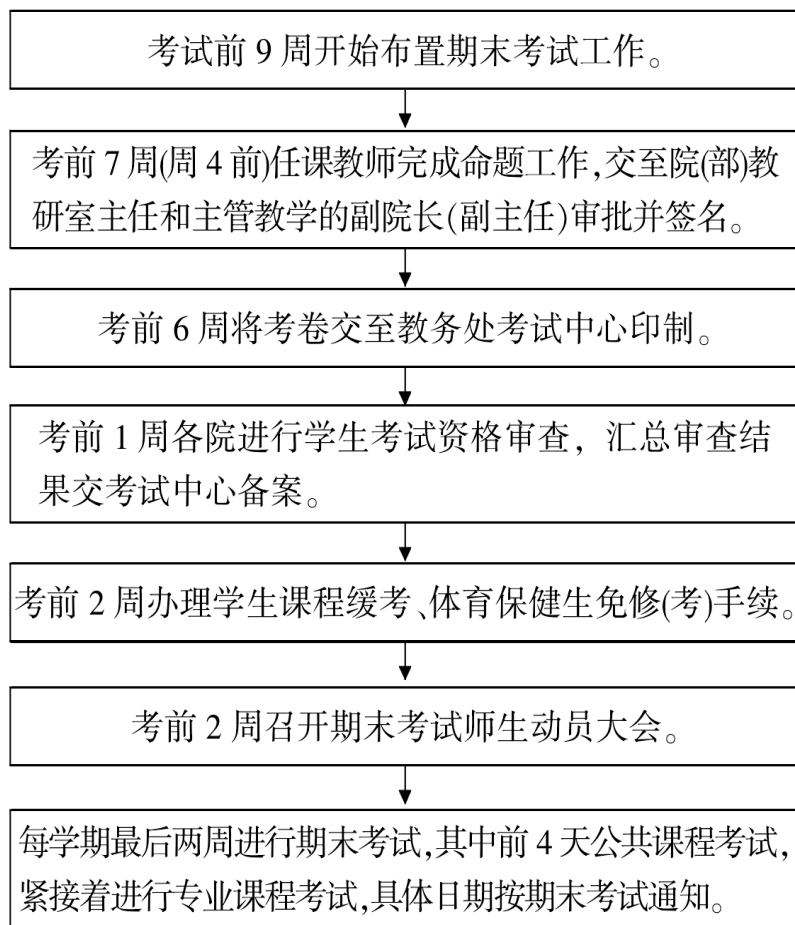 考试前 9 周开始布置期末考试工作。
考前 7 周(周 4 前)任课教师完成命题工作,交至院(部)教
研室主任和主管教学的副院长(副主任)审批并签名。
考前 6 周将考卷交至教务处考试中心印制。
考前 1 周各院进行学生考试资格审查，汇总审查结
果交考试中心备案。
考前 2 周办理学生课程缓考、体育保健生免修(考)手续。
考前 2 周召开期末考试师生动员大会。
每学期最后两周进行期末考试,其中前 4 天公共课程考试,
紧接着进行专业课程考试,具体日期按期末考试通知。